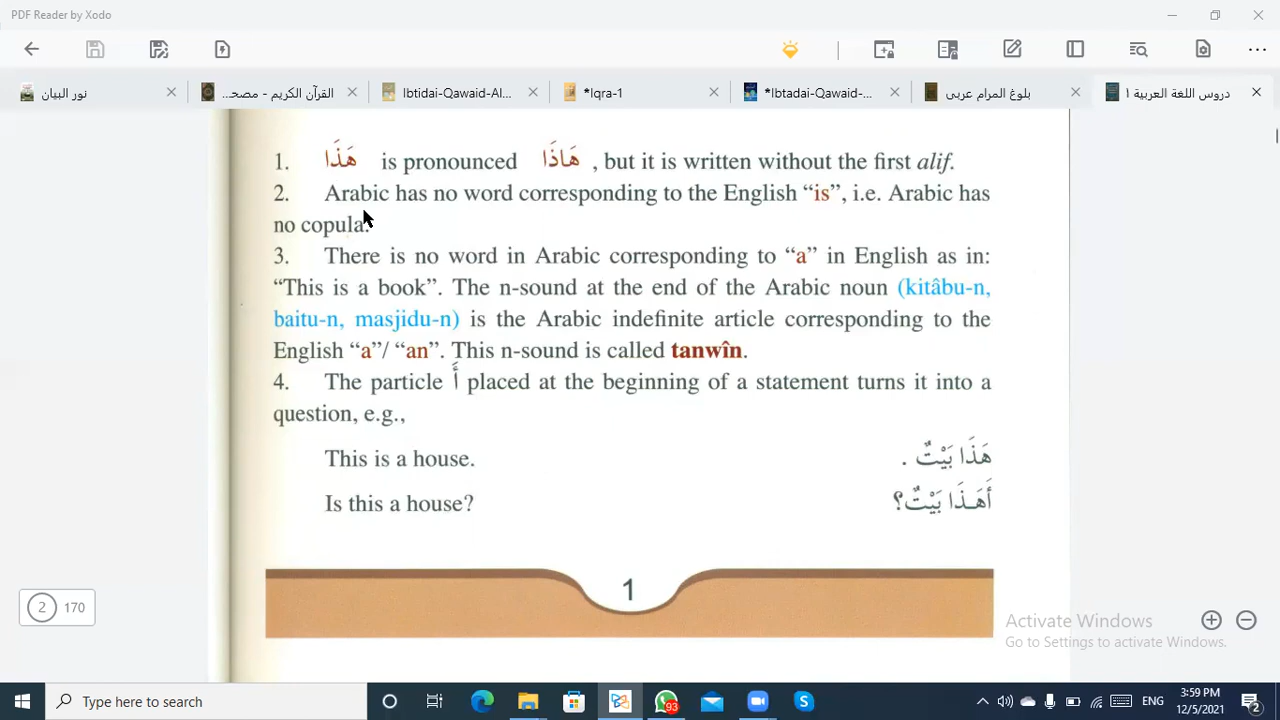 PDF Reader by Xodo
نور البيان
القرآن الكريم - مصح...
Ibtidai-Qawaid-Al...
*Iqra-1
*Ibtadai-Qawaid-...
بلوغ المرام عربى
دروس اللغة العربية ١
1. هَذَا is pronounced هَاذَا , but it is written without the first alif.
2. Arabic has no word corresponding to the English “is”, i.e. Arabic has
no copula.
3. There is no word in Arabic corresponding to “a” in English as in:
“This is a book”. The n-sound at the end of the Arabic noun (kitâbu-n,
baitu-n, masjidu-n) is the Arabic indefinite article corresponding to the
English “a”/ “an”. This n-sound is called tanwîn.
4. The particle أَ placed at the beginning of a statement turns it into a
question, e.g.,
This is a house. هَذَا بَيْتٌ .
Is this a house? أَهَـذَا بَيْتٌ؟
1
2 170
Activate Windows
Go to Settings to activate Windows.
Type here to search
93
ENG
3:59 PM
12/5/2021
2